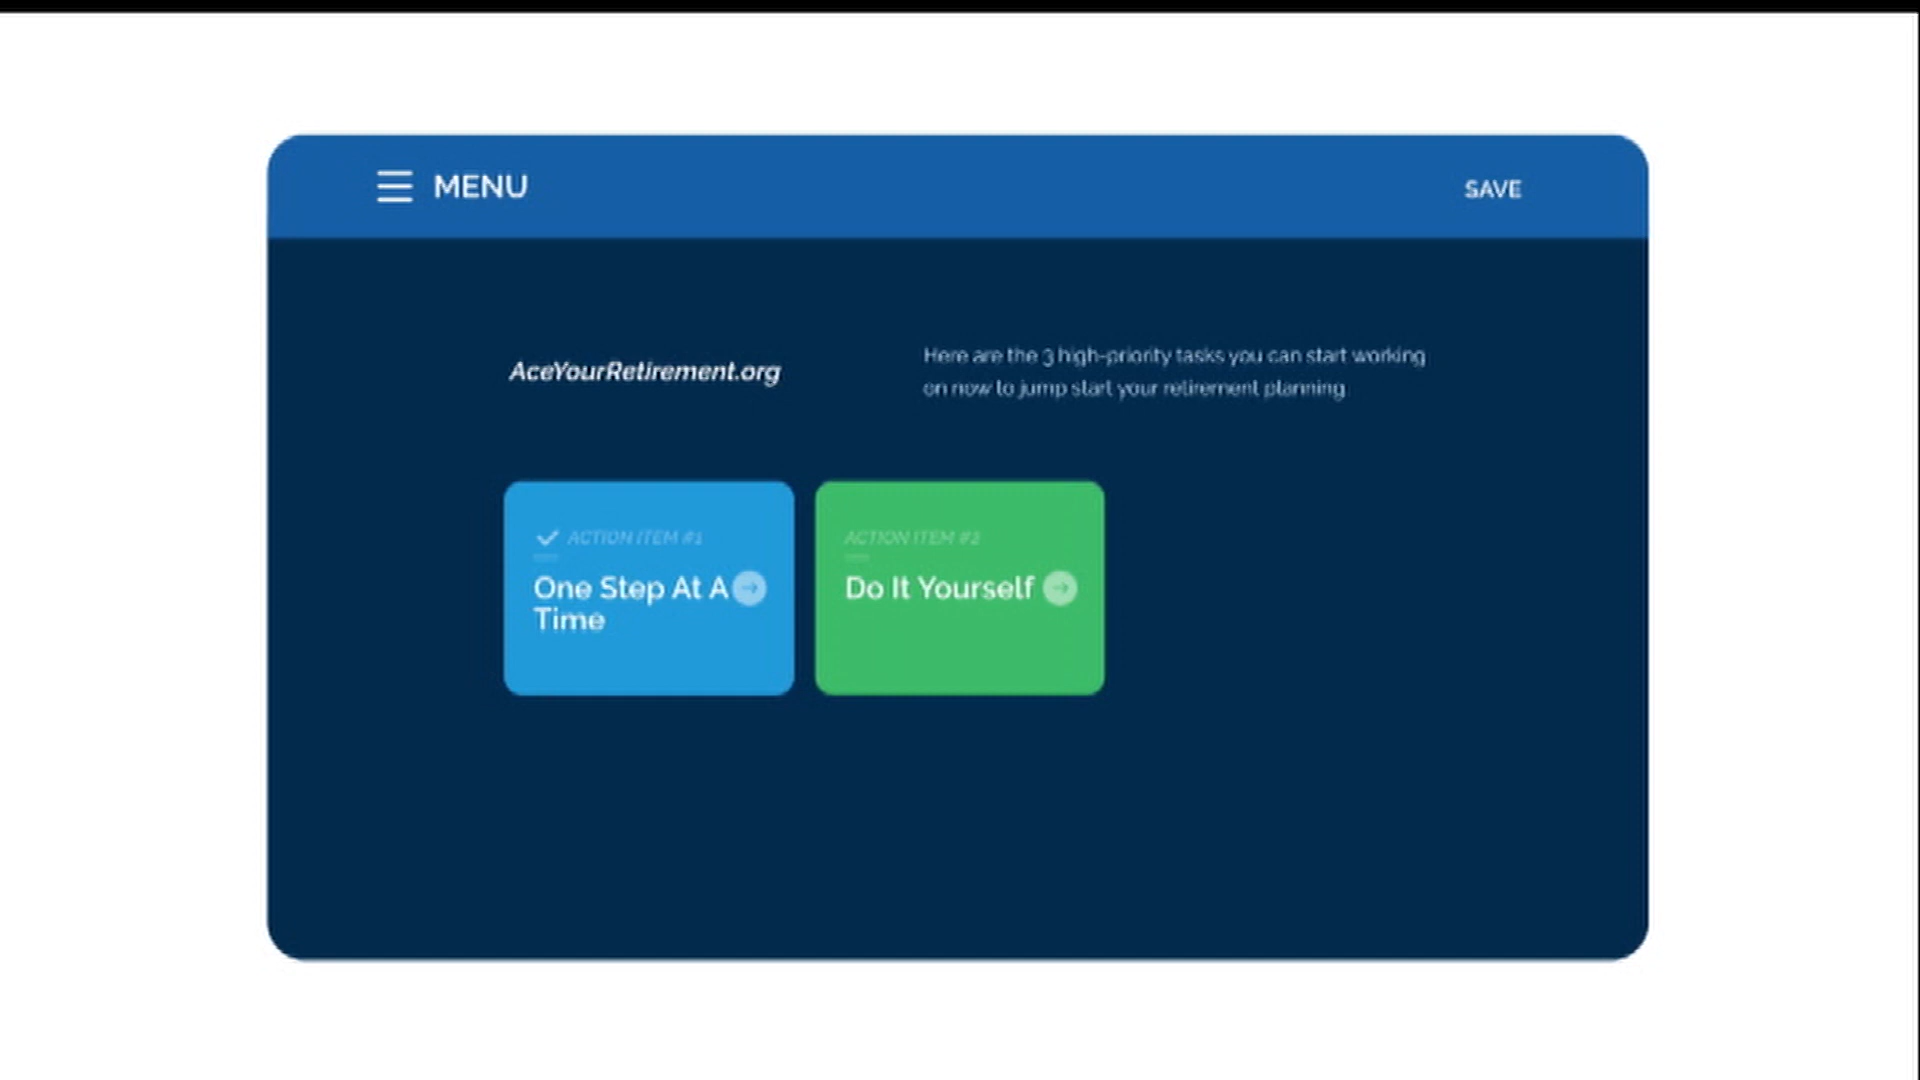 MENU
SAVE
AceYourRetirement.org
Here are the 3 high-priority tasks you can start working
on now to jump start your retirement planning
ACTION ITEM #1
One Step At A
Time
ACTION ITEM #2
Do It Yourself